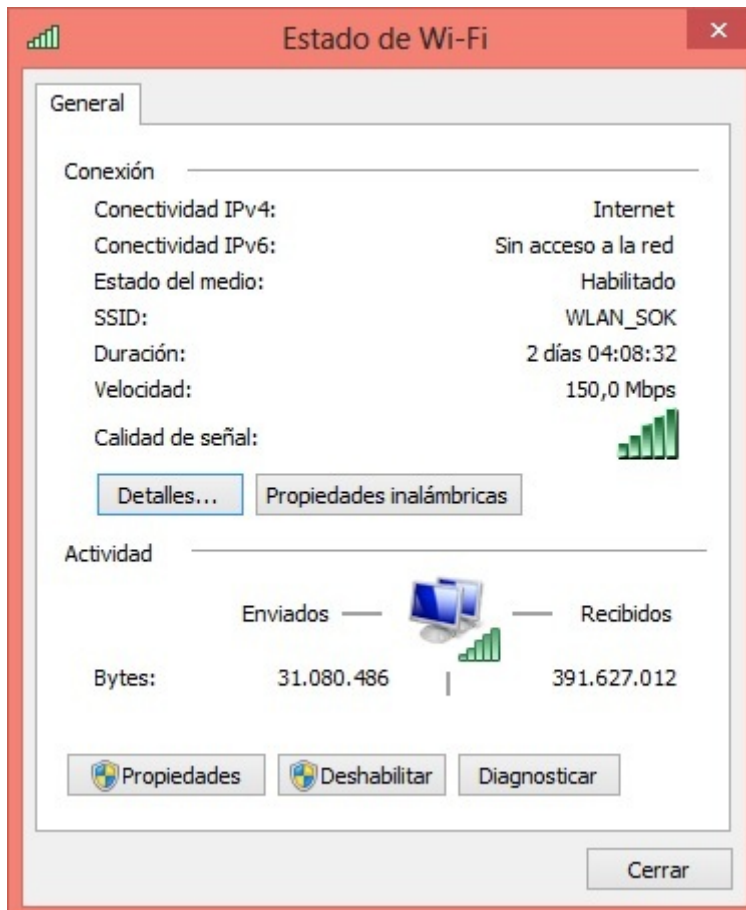 Estado de Wi-Fi
General
Conexión
Conectividad IPv4: Internet
Conectividad IPv6: Sin acceso a la red
Estado del medio: Habilitado
SSID: WLAN_SOK
Duración: 2 días 04:08:32
Velocidad: 150,0 Mbps
Calidad de señal:
Detalles... Propiedades inalámbricas
Actividad
Enviados Recibidos
Bytes: 31.080.486 391.627.012
Propiedades Deshabilitar Diagnosticar
Cerrar